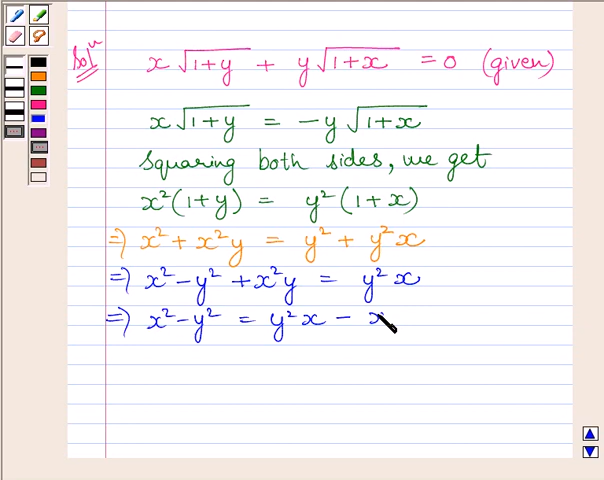 Solⁿ x √(1+y) + y √(1+x) = 0 (given)
x √(1+y) = -y √(1+x)
Squaring both sides, we get
x²(1+y) = y²(1+x)
⇒) x² + x²y = y² + y²x
⇒) x² - y² + x²y = y²x
⇒) x² - y² = y²x - x